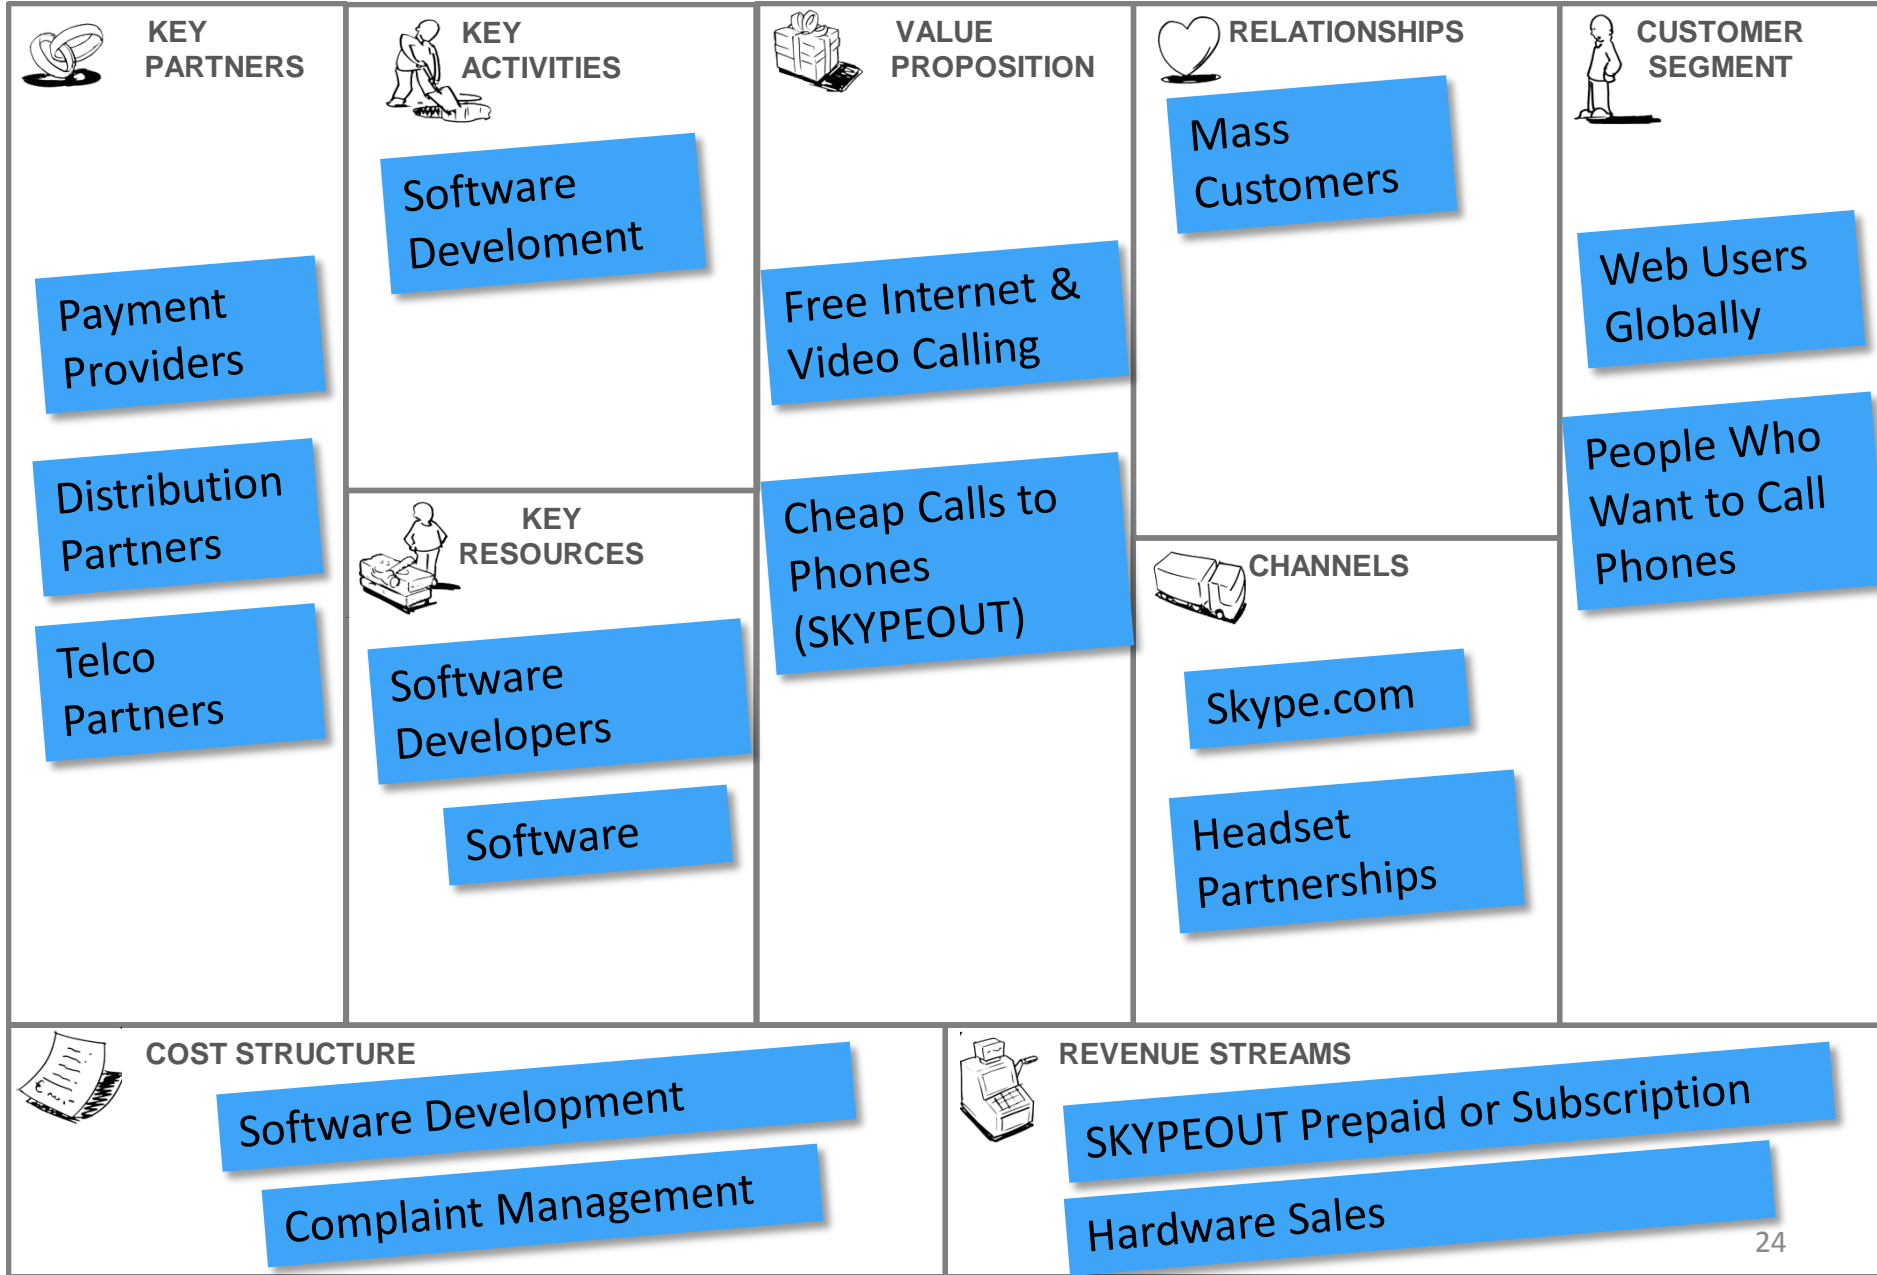 KEY
PARTNERS
Payment
Providers
Distribution
Partners
Telco
Partners
KEY
ACTIVITIES
Software
Develoment
KEY
RESOURCES
Software
Developers
Software
VALUE
PROPOSITION
Free Internet &
Video Calling
Cheap Calls to
Phones
(SKYPEOUT)
RELATIONSHIPS
Mass
Customers
CHANNELS
Skype.com
Headset
Partnerships
CUSTOMER
SEGMENT
Web Users
Globally
People Who
Want to Call
Phones
COST STRUCTURE
Software Development
Complaint Management
REVENUE STREAMS
SKYPEOUT Prepaid or Subscription
Hardware Sales
24